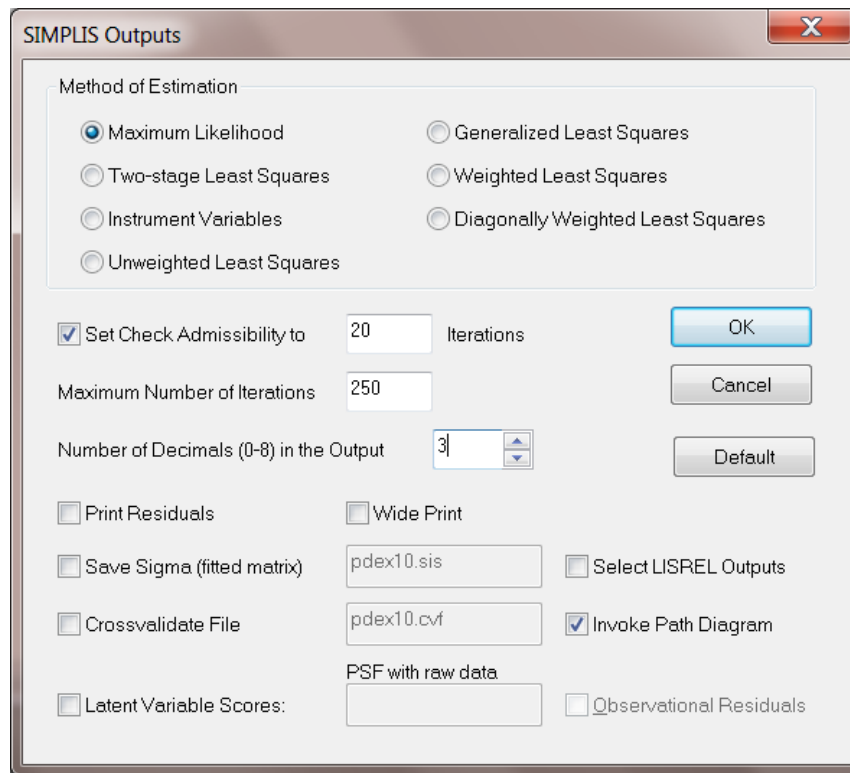 SIMPLIS Outputs
Method of Estimation
Maximum Likelihood
Generalized Least Squares
Two-stage Least Squares
Weighted Least Squares
Instrument Variables
Diagonally Weighted Least Squares
Unweighted Least Squares
Set Check Admissibility to 20 Iterations
OK
Maximum Number of Iterations 250
Cancel
Number of Decimals (0-8) in the Output 3
Default
Print Residuals
Wide Print
Save Sigma (fitted matrix) pdex10.sis
Select LISREL Outputs
Crossvalidate File pdex10.cvf
Invoke Path Diagram
PSF with raw data
Latent Variable Scores:
Observational Residuals